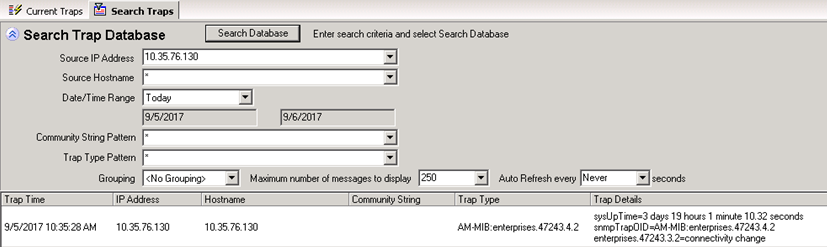 Current Traps Search Traps
Search Trap Database Search Database Enter search criteria and select Search Database
Source IP Address 10.35.76.130
Source Hostname *
Date/Time Range Today
9/5/2017 9/6/2017
Community String Pattern *
Trap Type Pattern *
Grouping <No Grouping> Maximum number of messages to display 250 Auto Refresh every Never seconds
Trap Time IP Address Hostname Community String Trap Type Trap Details
9/5/2017 10:35:28 AM 10.35.76.130 10.35.76.130 AM-MIB:enterprises.47243.4.2 sysUpTime=3 days 19 hours 1 minute 10.32 seconds
snmpTrapOID=AM-MIB:enterprises.47243.4.2
enterprises.47243.3.2=connectivity change